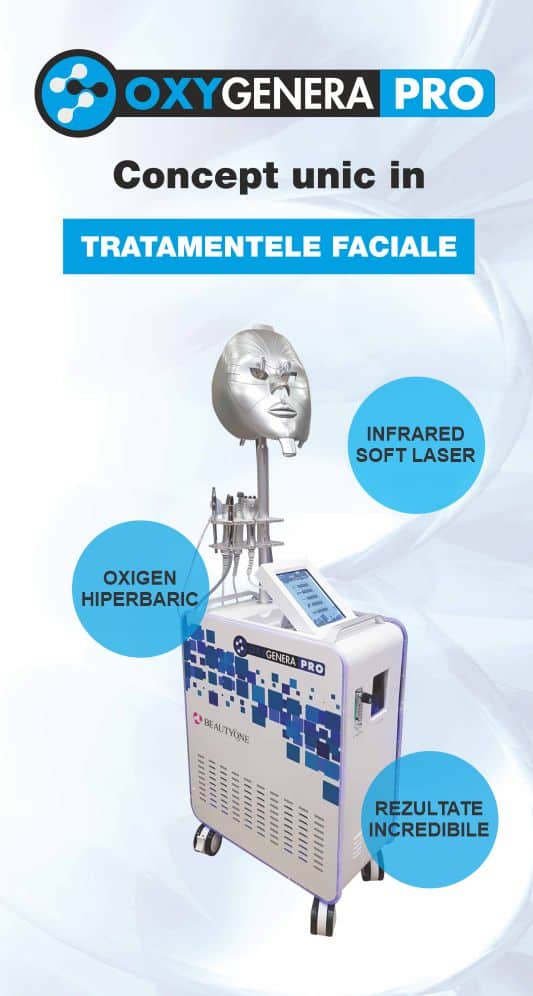 OXYGENERA PRO
Concept unic in
TRATAMENTELE FACIALE
INFRARED
SOFT LASER
OXIGEN
HIPERBARIC
OXYGENERA PRO
BEAUTYONE
REZULTATE
INCREDIBILE